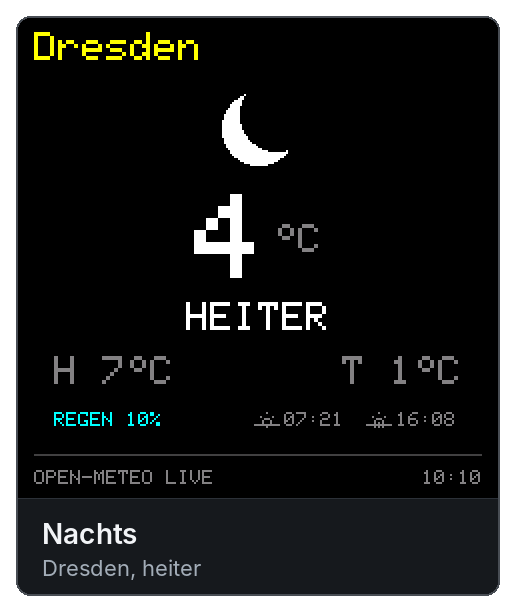 Dresden
4 °C
HEITER
H 7°C T 1°C
REGEN 10% 07:21 16:08
OPEN-METEO LIVE 10:10
Nachts
Dresden, heiter